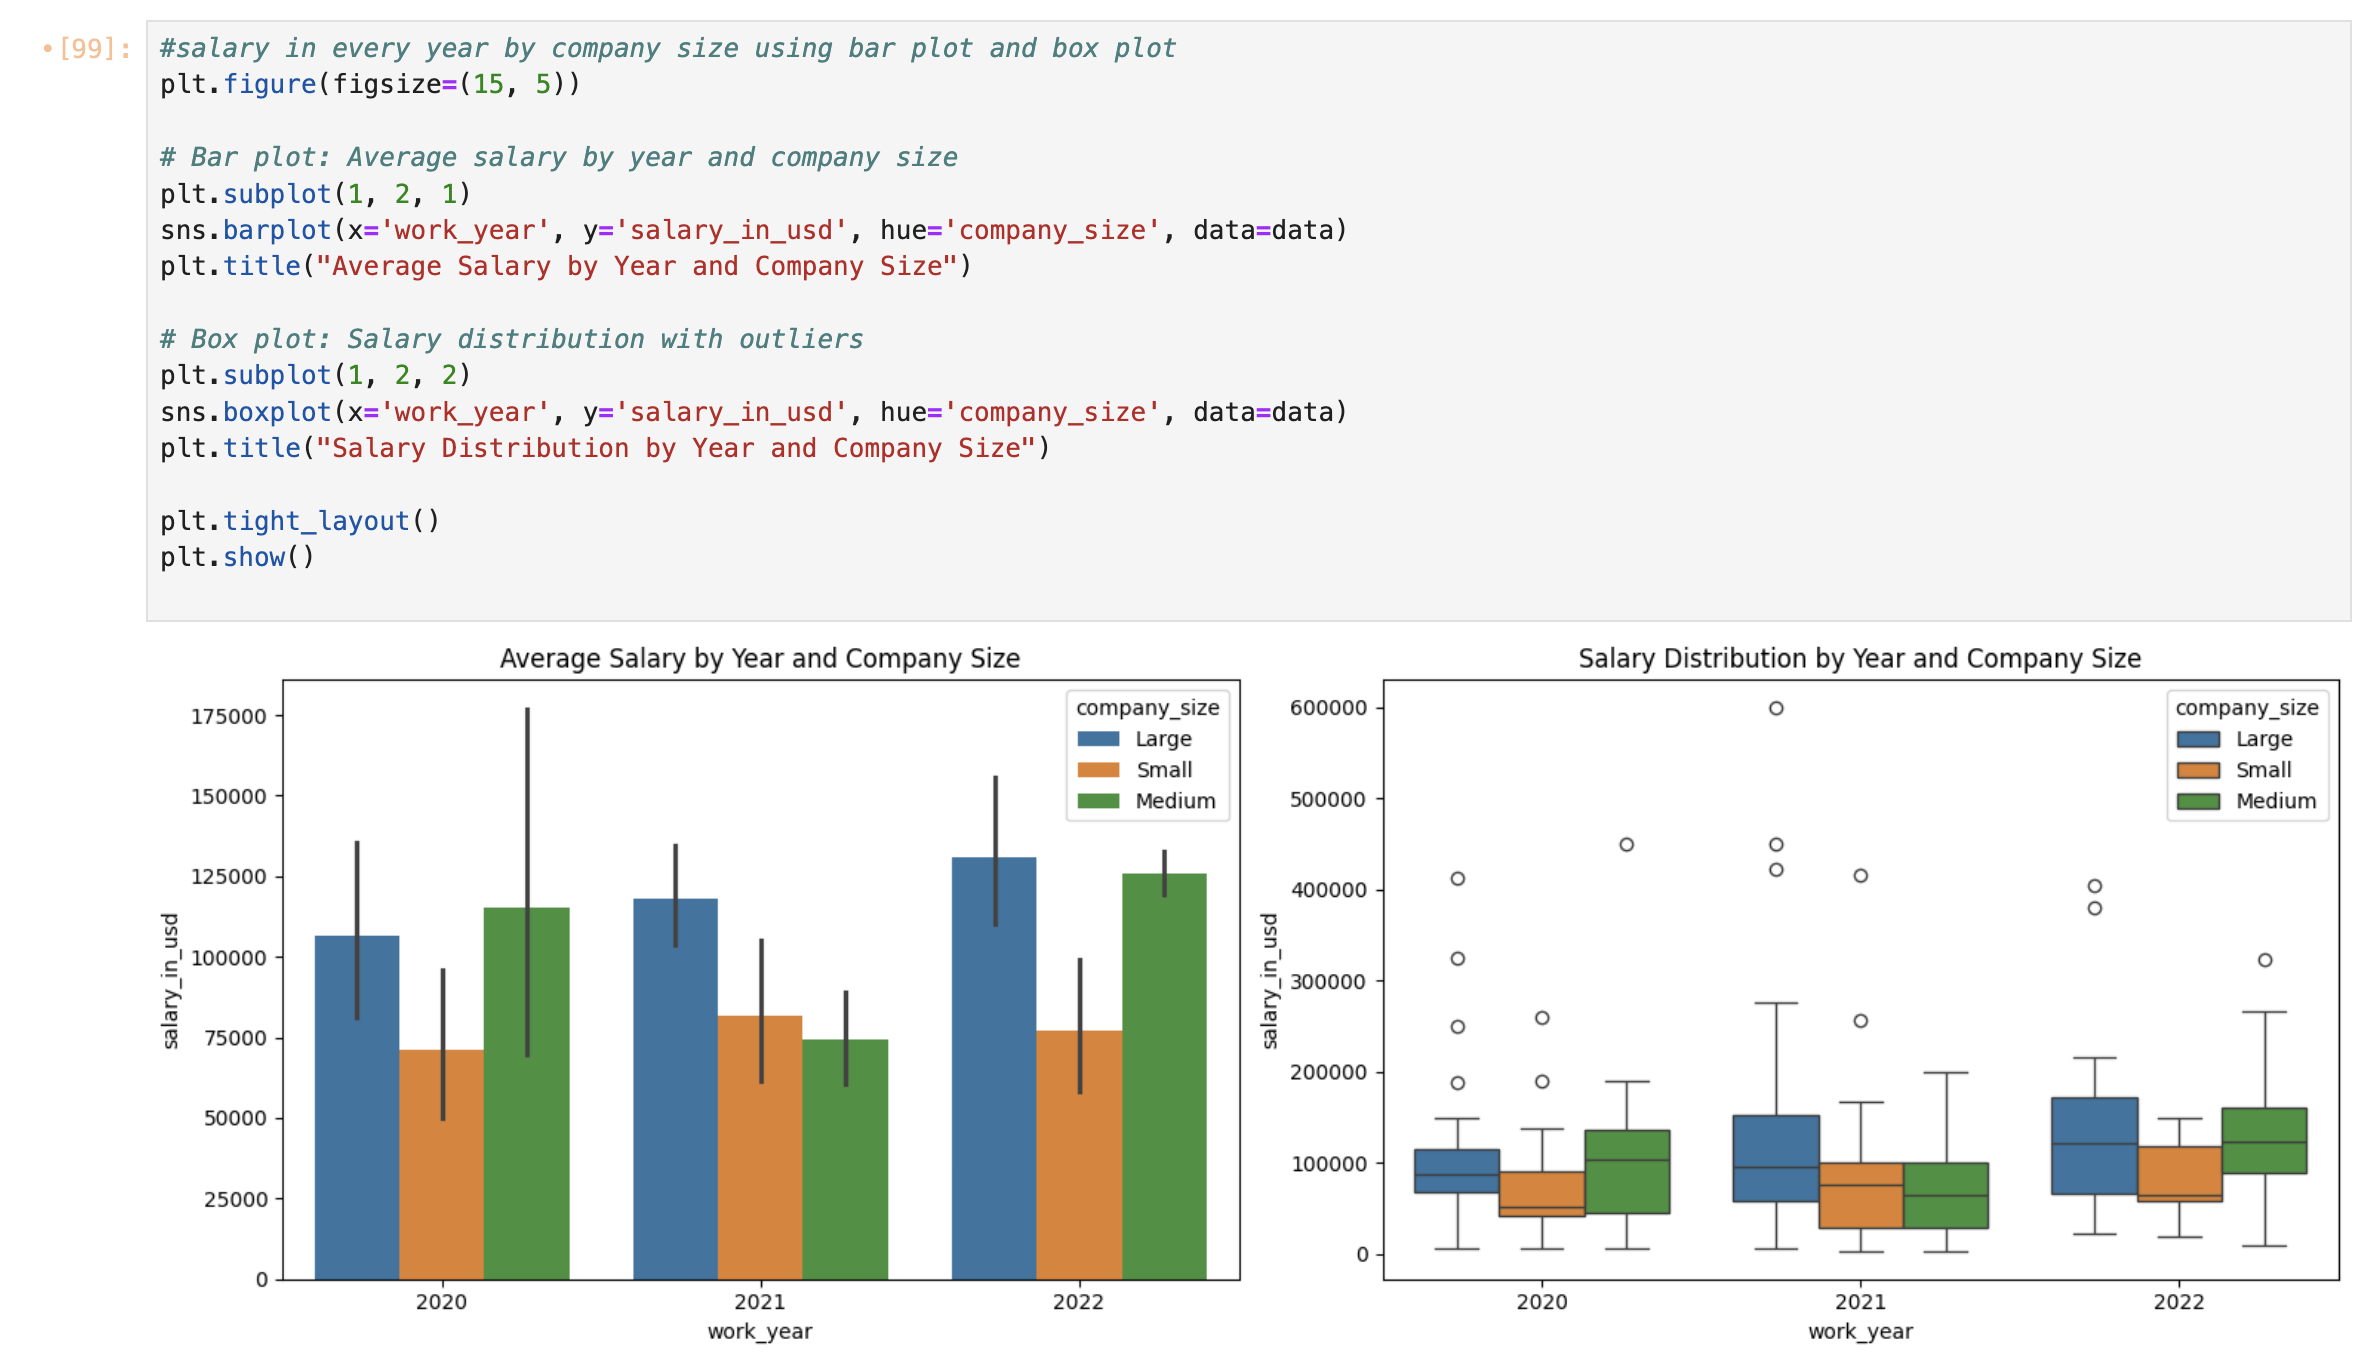 [99]:
#salary in every year by company size using bar plot and box plot
plt.figure(figsize=(15, 5))
# Bar plot: Average salary by year and company size
plt.subplot(1, 2, 1)
sns.barplot(x='work_year', y='salary_in_usd', hue='company_size', data=data)
plt.title("Average Salary by Year and Company Size")
# Box plot: Salary distribution with outliers
plt.subplot(1, 2, 2)
sns.boxplot(x='work_year', y='salary_in_usd', hue='company_size', data=data)
plt.title("Salary Distribution by Year and Company Size")
plt.tight_layout()
plt.show()
Average Salary by Year and Company Size
company_size
Large
Small
Medium
175000
150000
125000
100000
75000
50000
25000
0
salary_in_usd
2020
2021
2022
work_year
Salary Distribution by Year and Company Size
company_size
Large
Small
Medium
600000
500000
400000
300000
200000
100000
0
salary_in_usd
2020
2021
2022
work_year